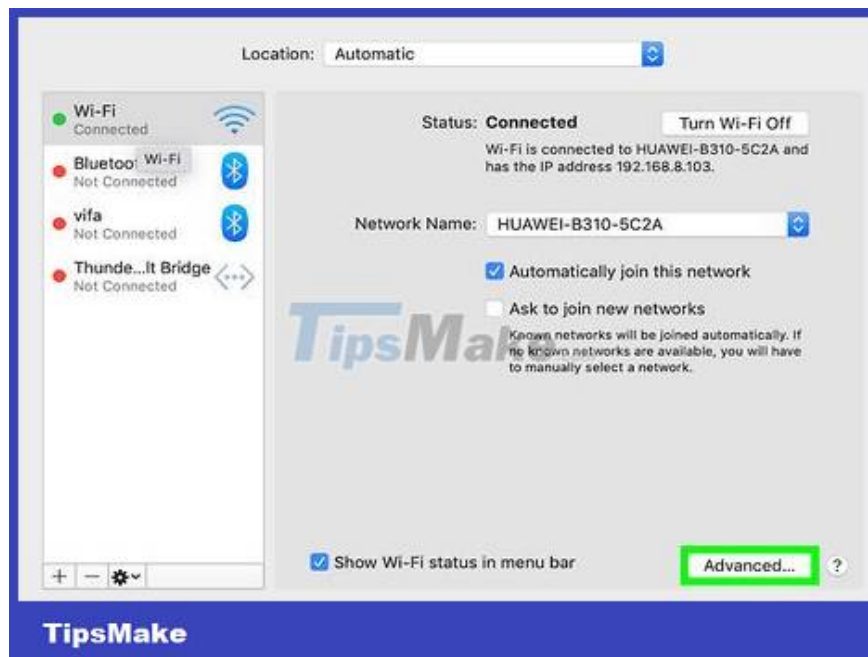 Location: Automatic
Wi-Fi
Connected
Bluetoo
Wi-Fi
Not Connected
vifa
Not Connected
Thunde...lt Bridge
Not Connected
Status: Connected
Turn Wi-Fi Off
Wi-Fi is connected to HUAWEI-B310-5C2A and
has the IP address 192.168.8.103.
Network Name: HUAWEI-B310-5C2A
Automatically join this network
Ask to join new networks
Known networks will be joined automatically. If
no known networks are available, you will have
to manually select a network.
TipsMake
Show Wi-Fi status in menu bar
Advanced...
?
TipsMake